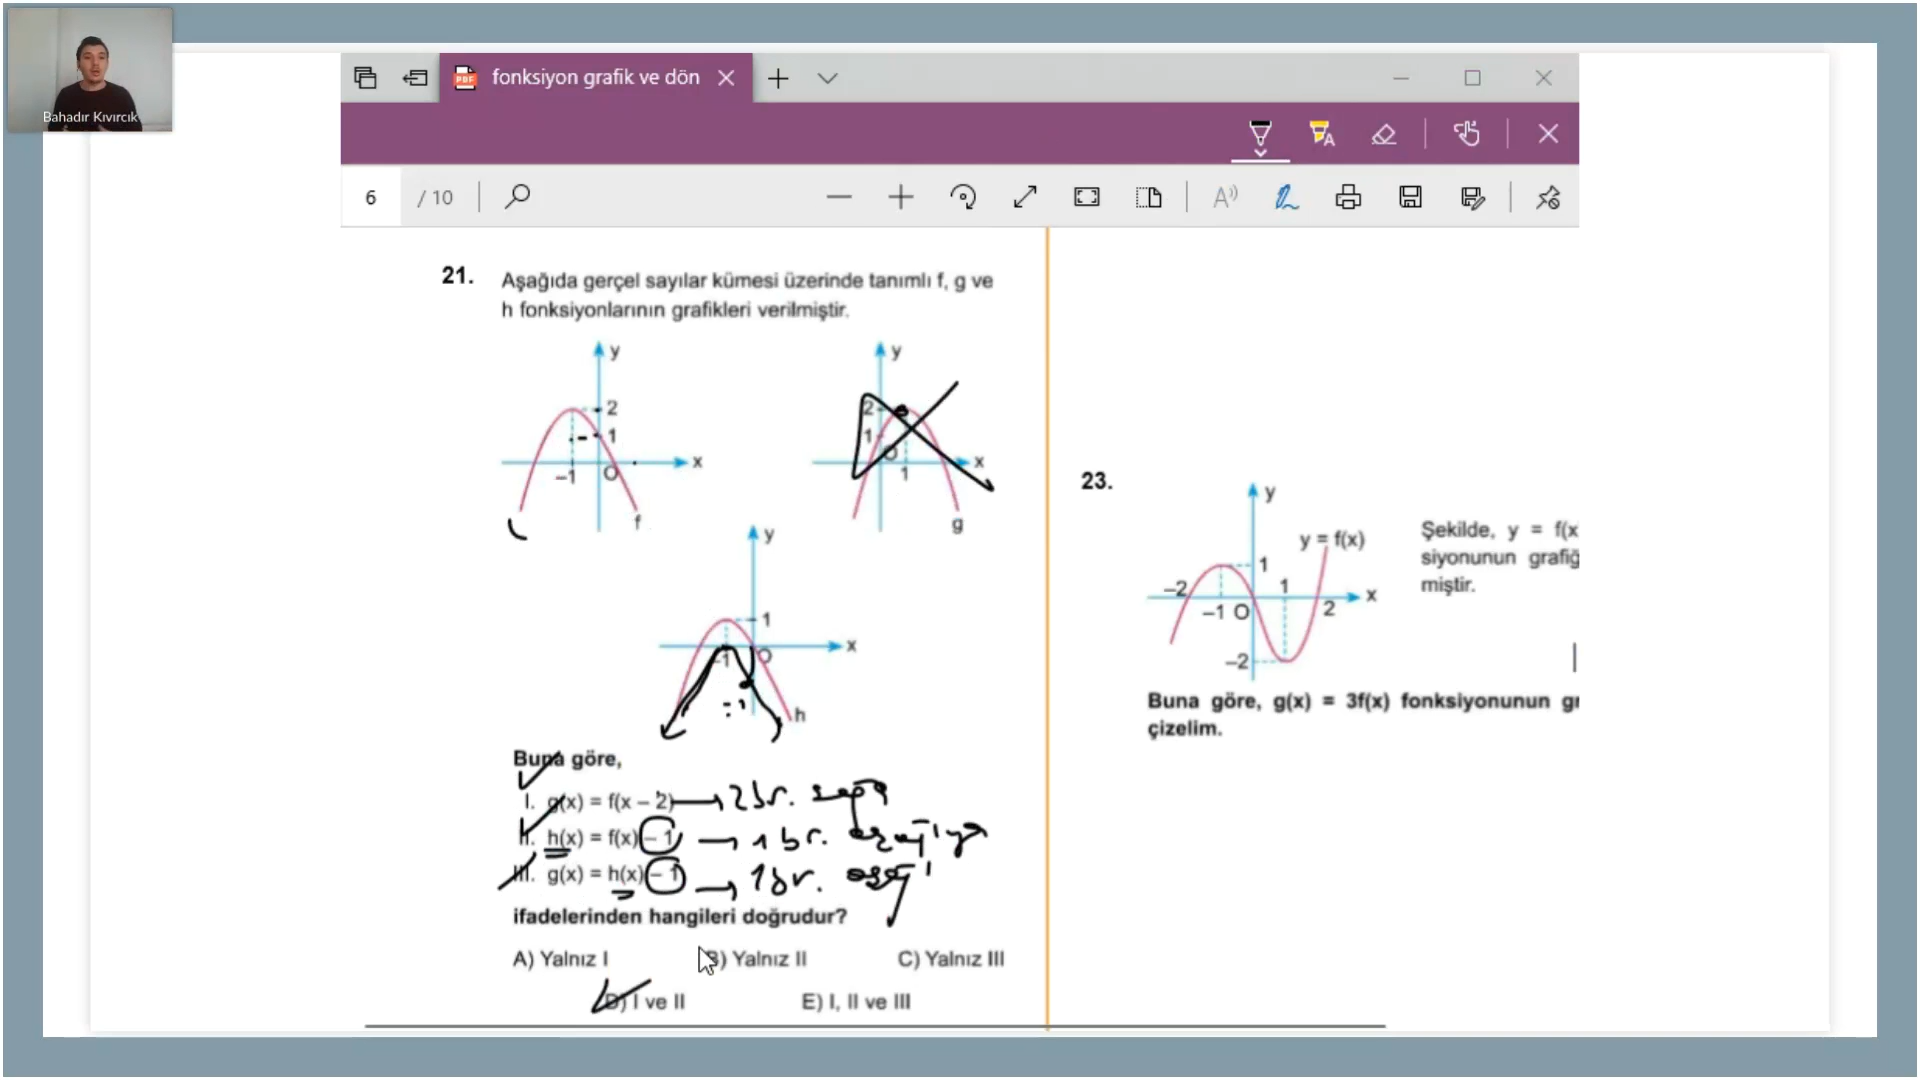 Bahadır Kıvırcık
fonksiyon grafik ve dön
6 / 10
21. Aşağıda gerçel sayılar kümesi üzerinde tanımlı f, g ve
h fonksiyonlarının grafikleri verilmiştir.
y
2
1
−1 O x
f
y
2
1
O 1 x
g
y
1
−1 O x
h
Buna göre,
I. g(x) = f(x − 2) → 2 br. sağa
II. h(x) = f(x) − 1 → 1 br. aşağıya
III. g(x) = h(x) − 1 → 1 br. aşağı
ifadelerinden hangileri doğrudur?
A) Yalnız I B) Yalnız II C) Yalnız III
D) I ve II E) I, II ve III
23.
y
y = f(x)
1
−2 1 x
−1 O 2
−2
Şekilde, y = f(x
siyonunun grafiğ
miştir.
Buna göre, g(x) = 3f(x) fonksiyonunun gr
çizelim.